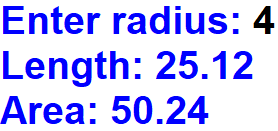 Enter radius: 4
Length: 25.12
Area: 50.24